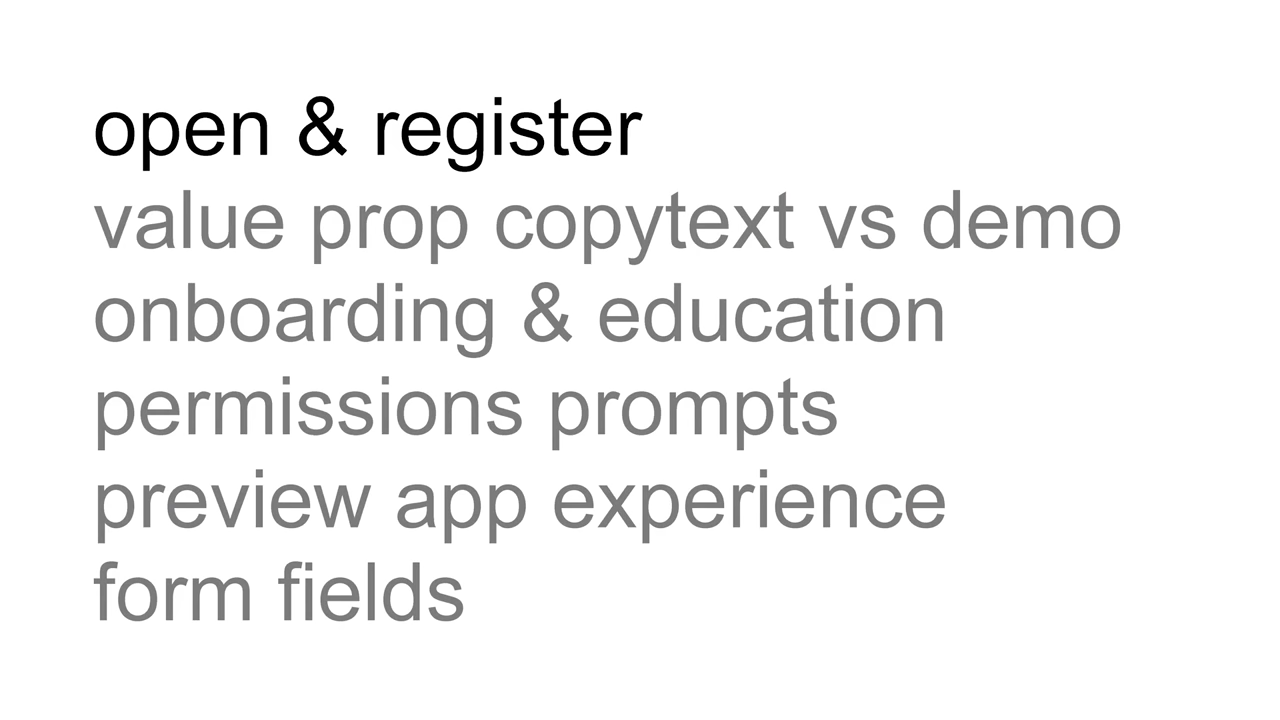 open & register
value prop copytext vs demo
onboarding & education
permissions prompts
preview app experience
form fields